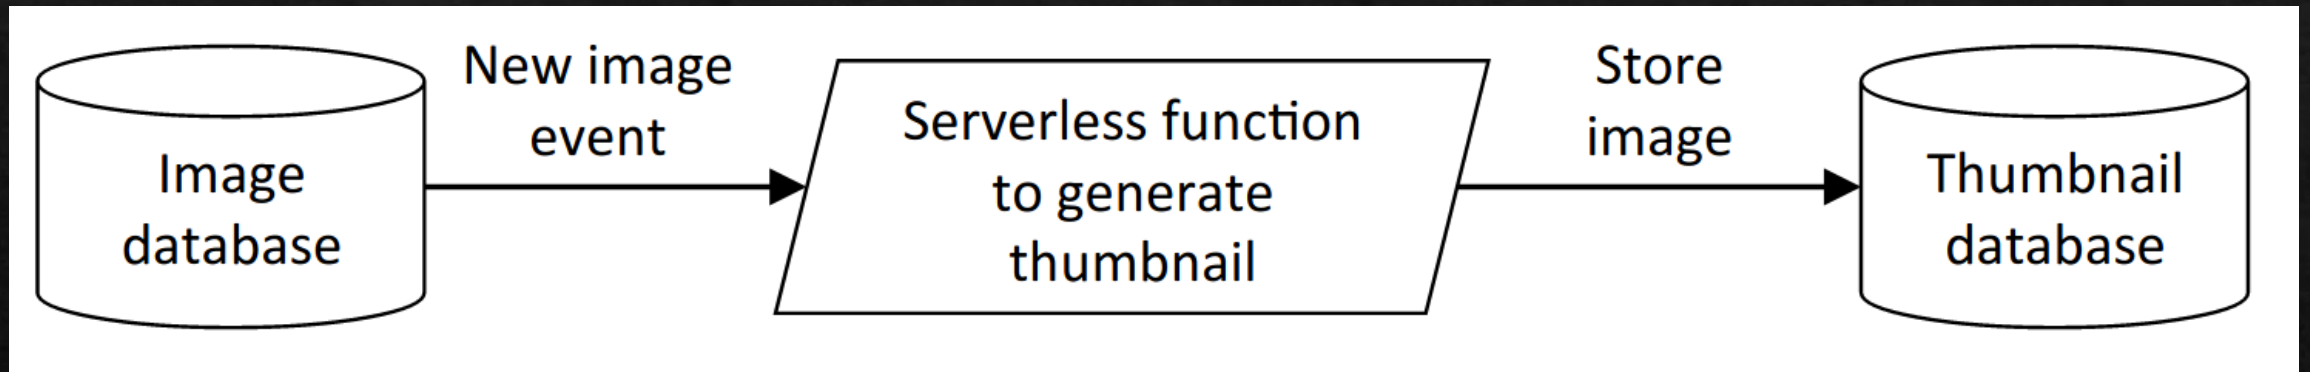 Image
database
New image
event
Serverless function
to generate
thumbnail
Store
image
Thumbnail
database